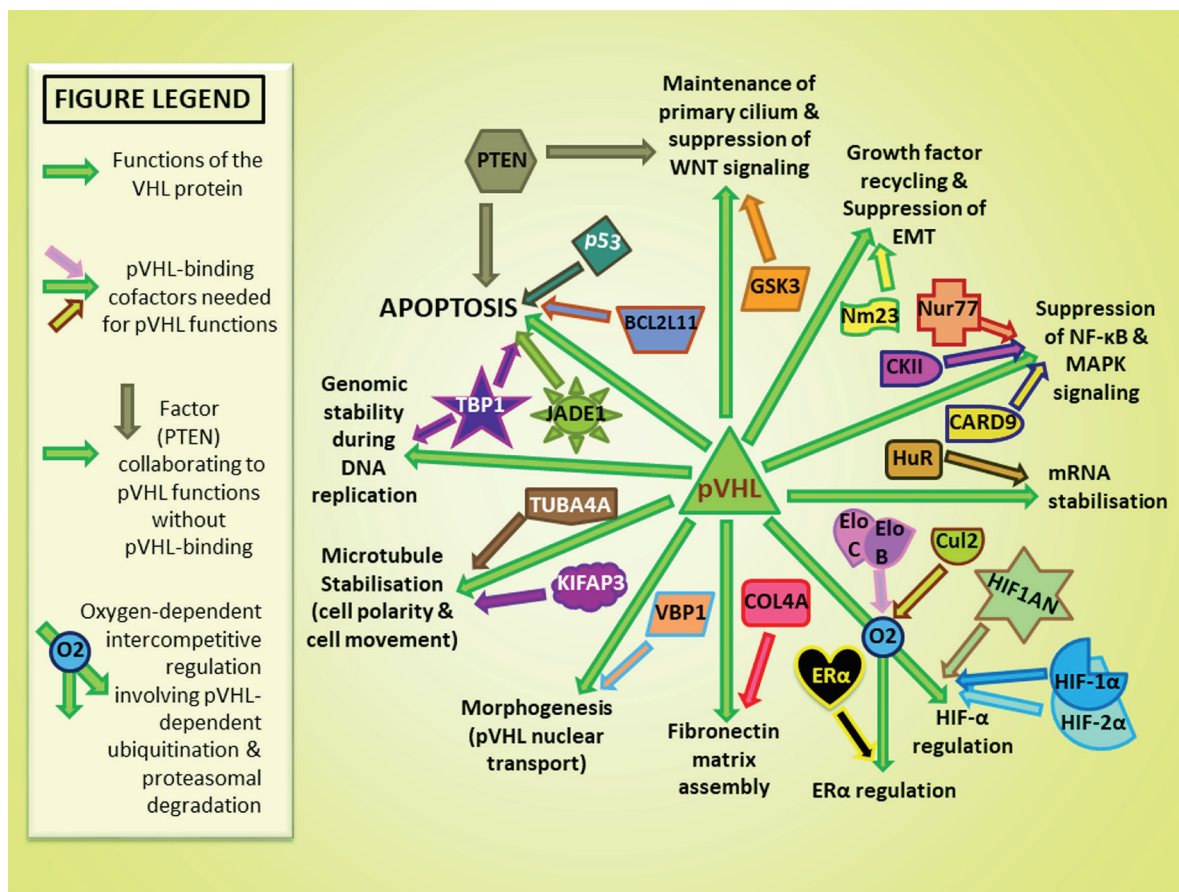 FIGURE LEGEND
Functions of the
VHL protein
pVHL-binding
cofactors needed
for pVHL functions
Factor
(PTEN)
collaborating to
pVHL functions
without
pVHL-binding
Oxygen-dependent
intercompetitive
regulation
O2
involving pVHL-
dependent
ubiquitination &
proteasomal
degradation
Maintenance of
primary cilium &
suppression of
WNT signaling
PTEN
Growth factor
recycling &
Suppression of
EMT
p53
APOPTOSIS
BCL2L11
GSK3
Nm23
Nur77
Suppression
of NF-κB &
MAPK
signaling
CKII
CARD9
Genomic
stability
during
DNA
replication
TBP1
JADE1
pVHL
HuR
mRNA
stabilisation
TUBA4A
Microtubule
Stabilisation
(cell polarity &
cell movement)
KIFAP3
VBP1
COL4A
Elo
C
Elo
B
Cul2
HIF1AN
O2
ERα
HIF-1α
HIF-2α
Morphogenesis
(pVHL nuclear
transport)
Fibronectin
matrix
assembly
HIF-α
regulation
ERα regulation